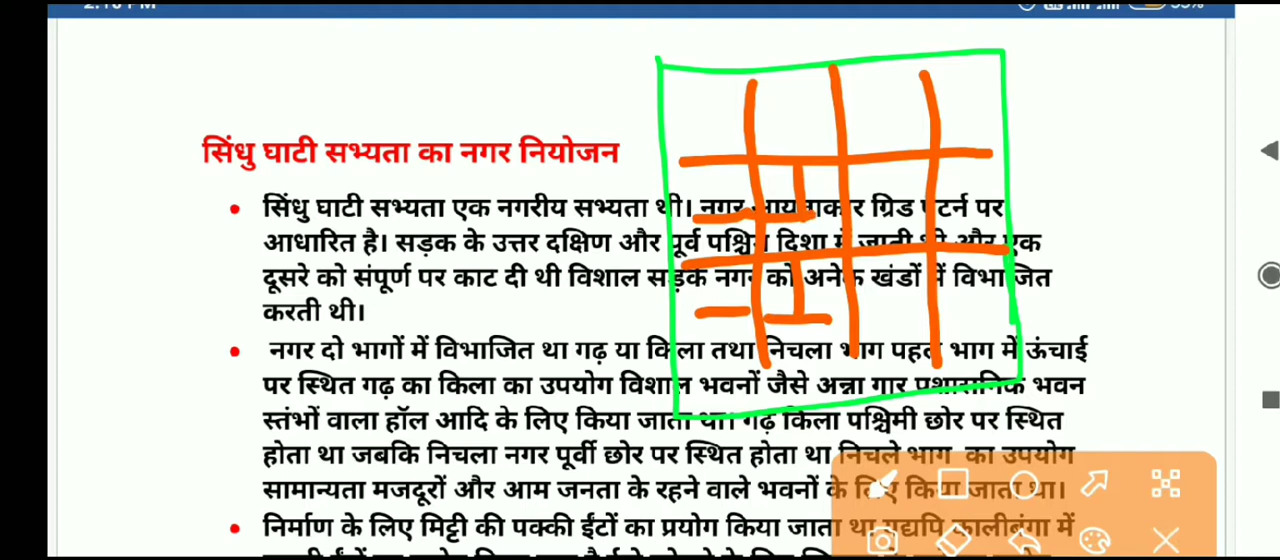 सिंधु घाटी सभ्यता का नगर नियोजन
सिंधु घाटी सभ्यता एक नगरीय सभ्यता थी। नगर आयताकार ग्रिड पैटर्न पर
आधारित है। सड़क के उत्तर दक्षिण और पूर्व पश्चिम दिशा में जाती थी और एक
दूसरे को संपूर्ण पर काट दी थी विशाल सड़कें नगर को अनेक खंडों में विभाजित
करती थी।
नगर दो भागों में विभाजित था गढ़ या किला तथा निचला भाग पहले भाग में ऊंचाई
पर स्थित गढ़ का किला का उपयोग विशाल भवनों जैसे अन्ना गार प्रशासनिक भवन
स्तंभों वाला हॉल आदि के लिए किया जाता था। गढ़ किला पश्चिमी छोर पर स्थित
होता था जबकि निचला नगर पूर्वी छोर पर स्थित होता था निचले भाग का उपयोग
सामान्यता मजदूरों और आम जनता के रहने वाले भवनों के लिए किया जाता था।
निर्माण के लिए मिट्टी की पक्की ईंटों का प्रयोग किया जाता था यद्यपि कालीबंगा में